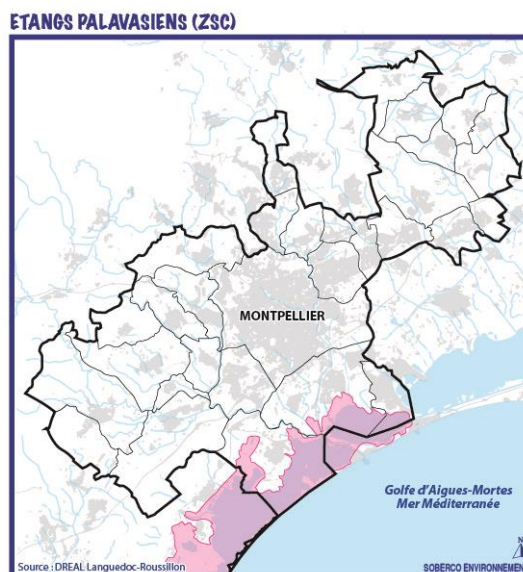 ETANGS PALAVASIENS (ZSC)
MONTPELLIER
Golfe d'Aigues-Mortes
Mer Méditerranée
N
Source : DREAL Languedoc-Roussillon
SOBERCO ENVIRONNEMENT